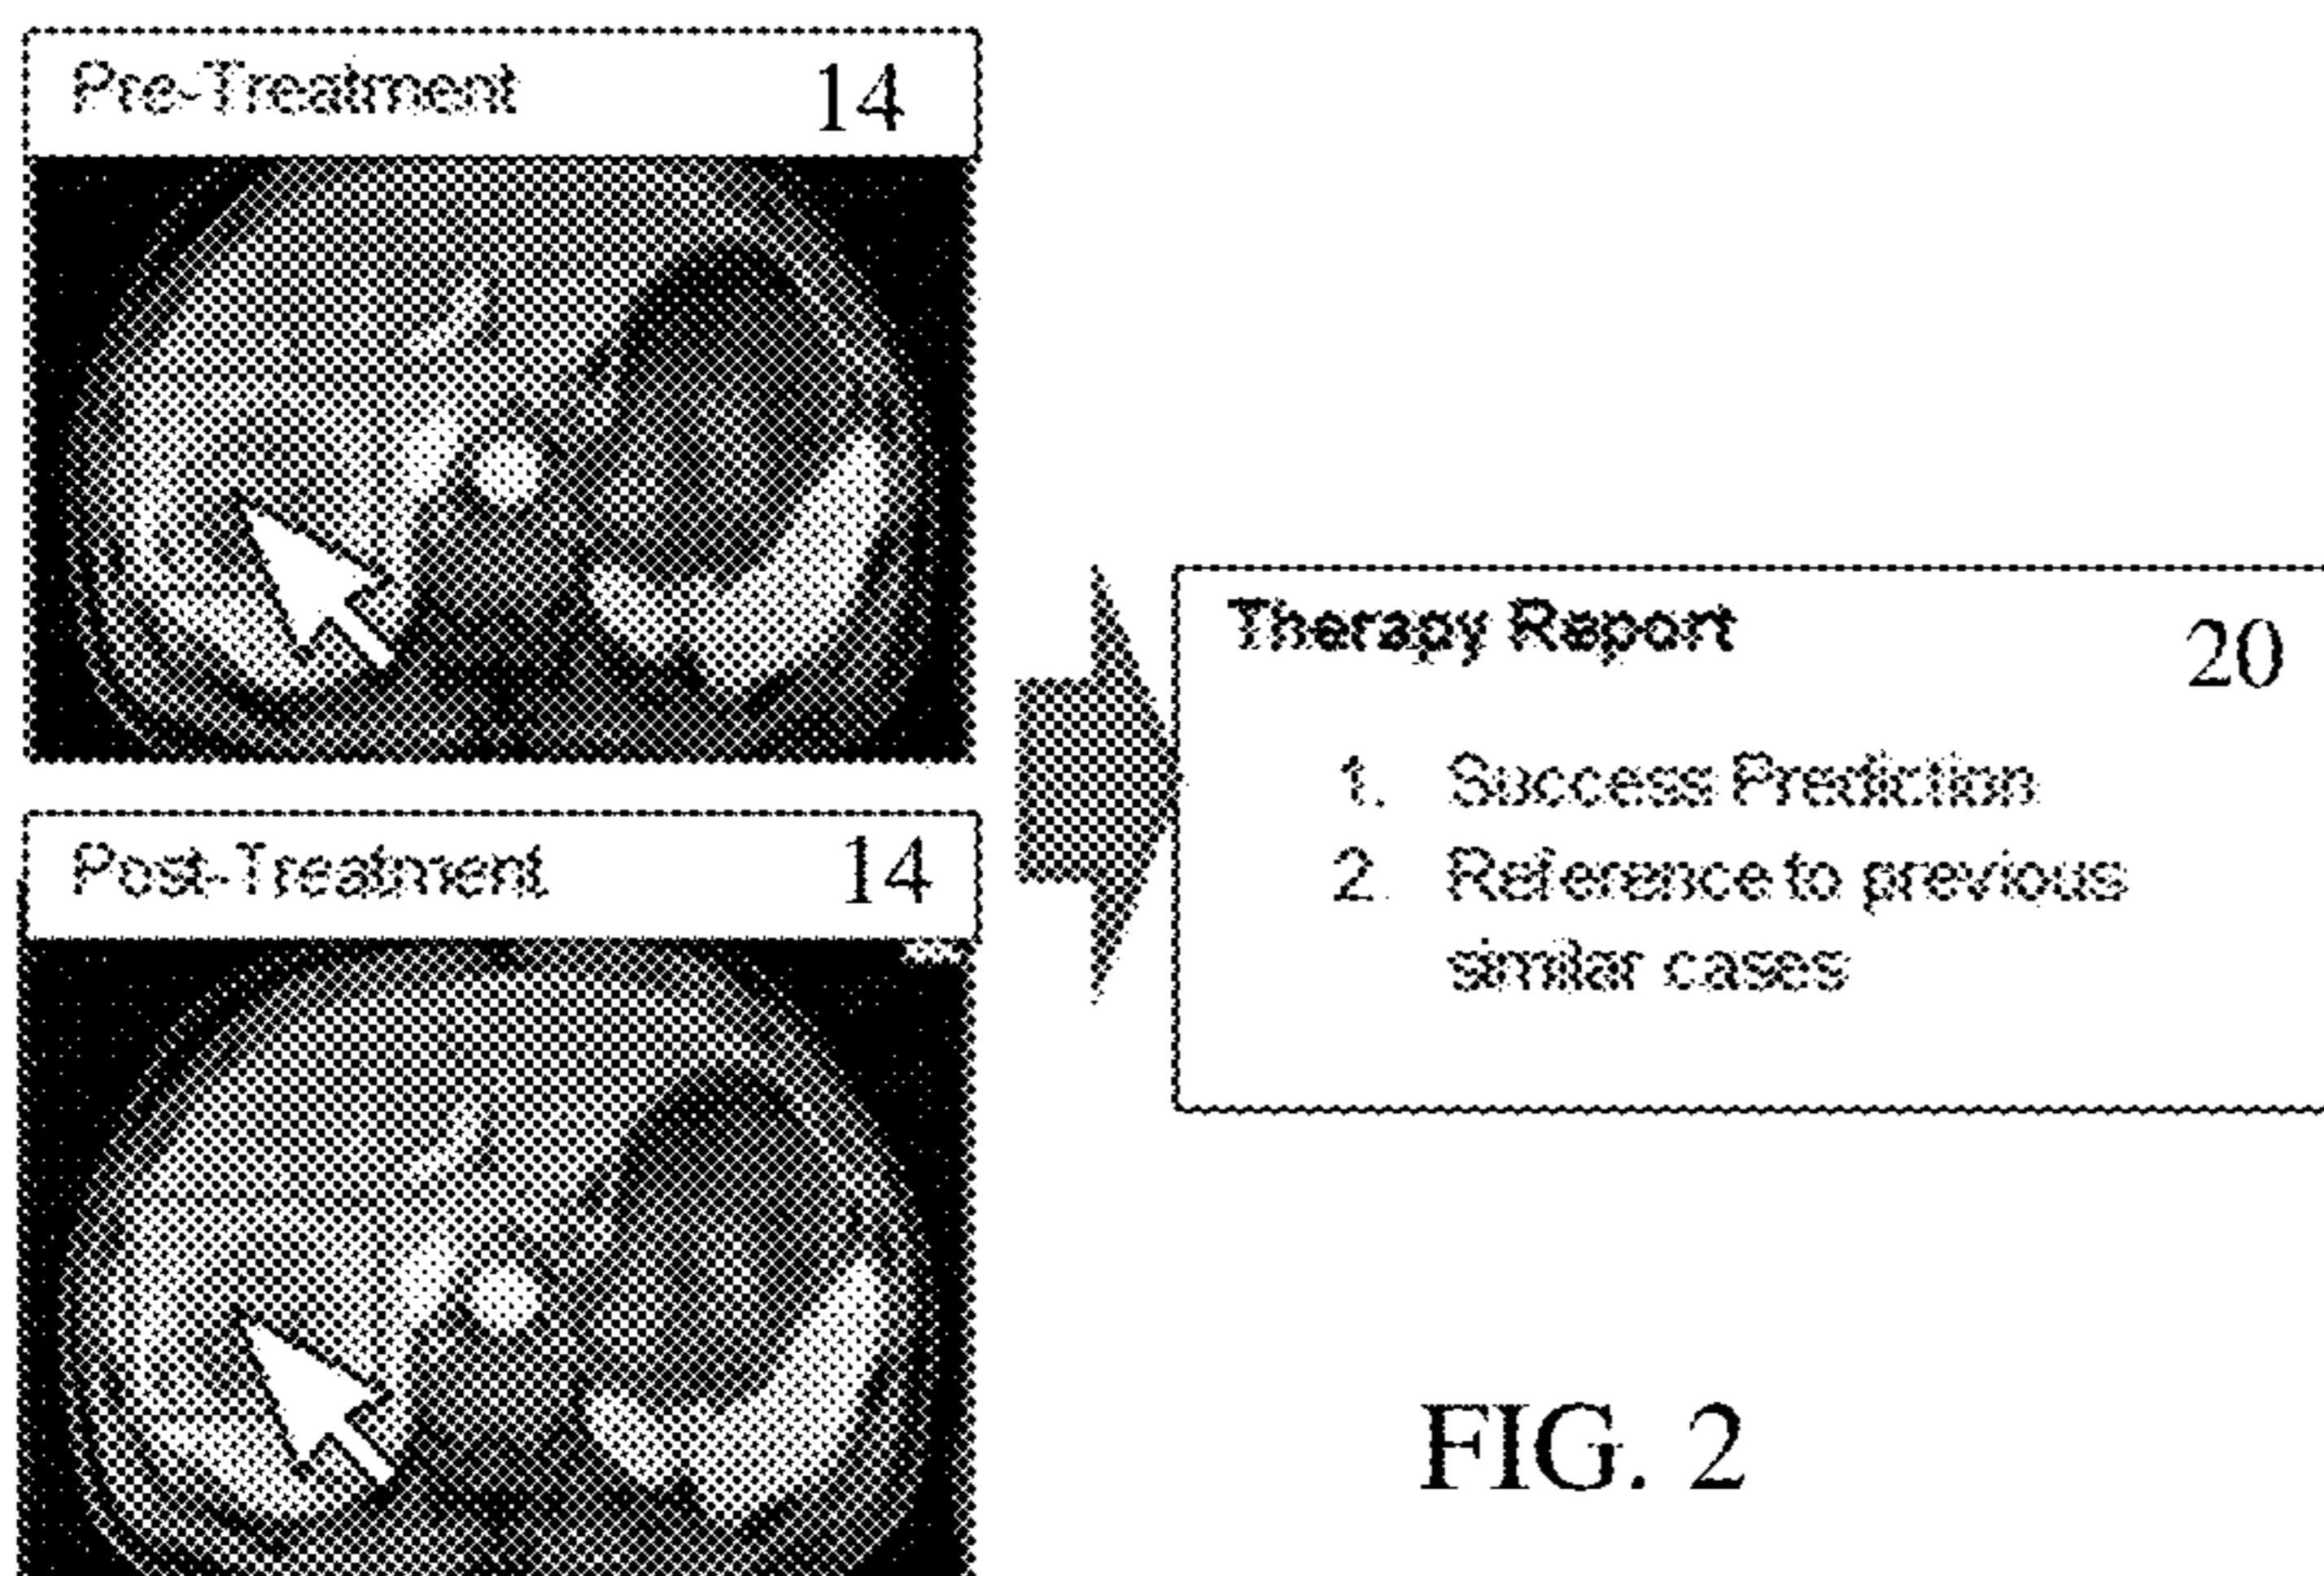 Pre-Treatment 14
Post-Treatment 14
Therapy Report 20
1. Success Prediction
2. Reference to previous
similar cases
FIG. 2